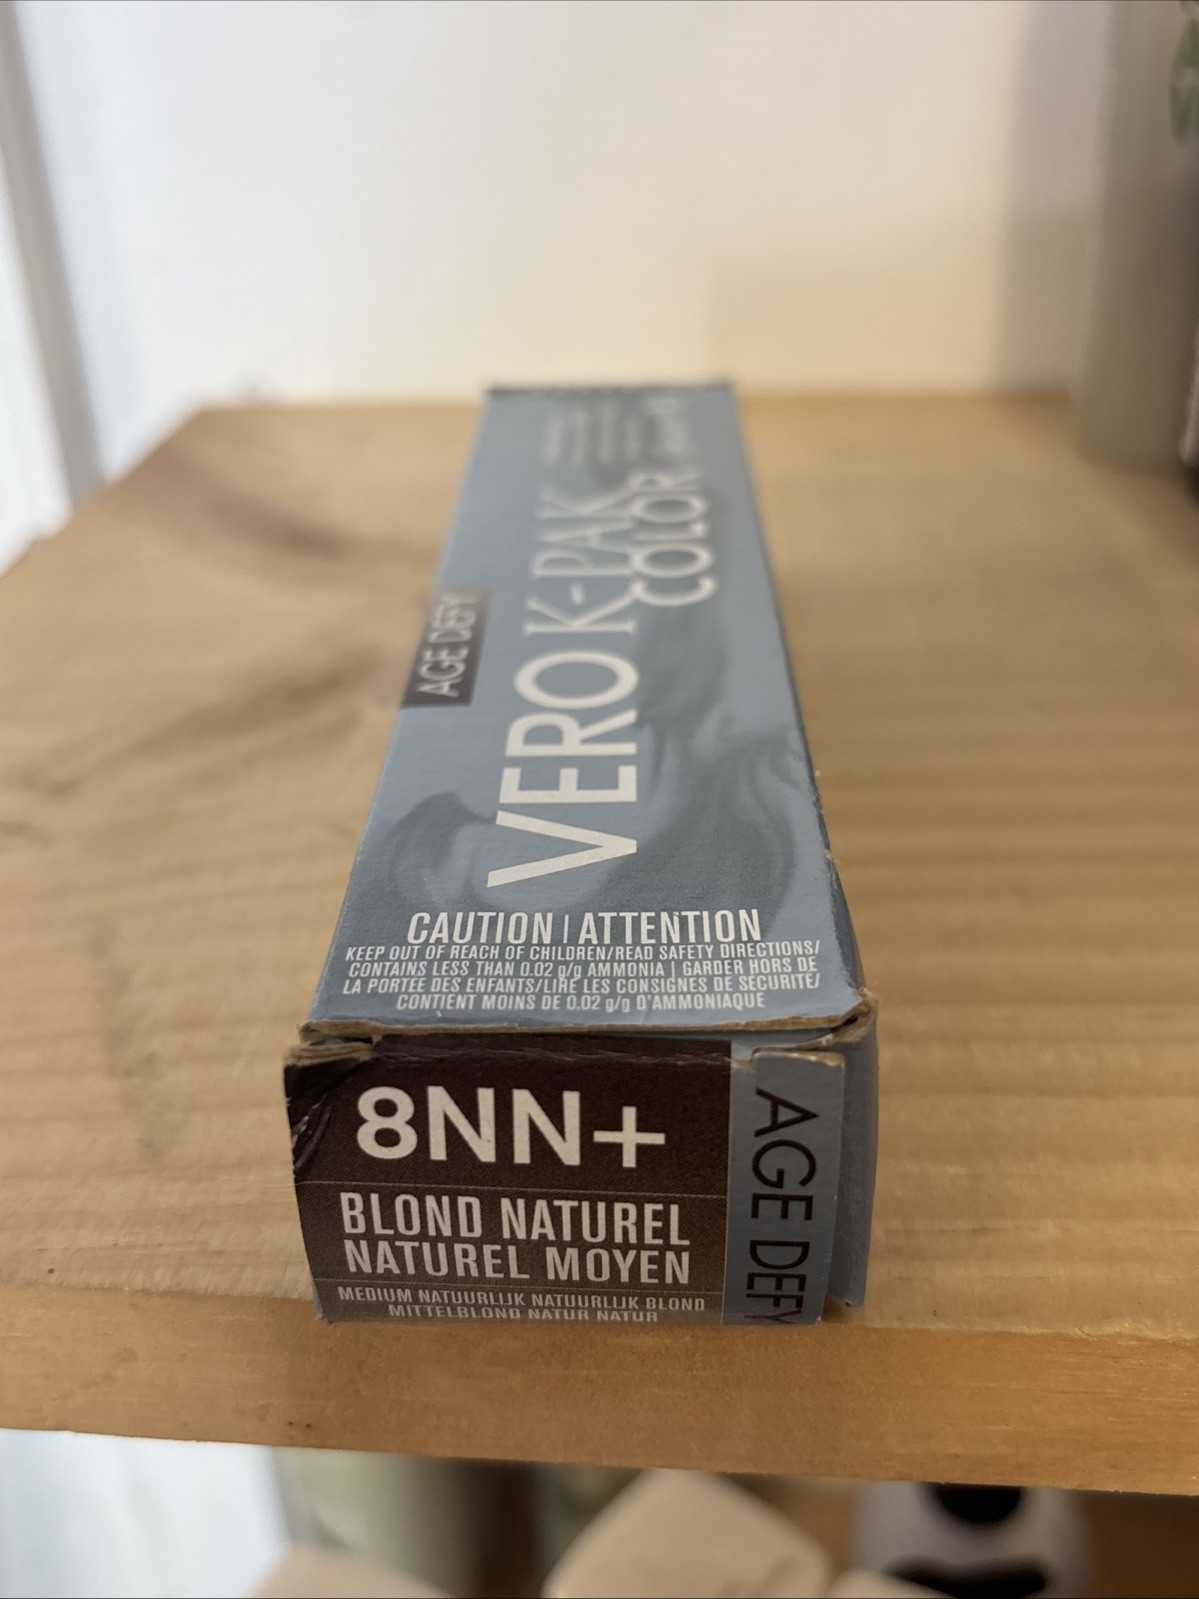 AGE DEFY
VERO K-PAK
COLOR
CAUTION | ATTENTION
KEEP OUT OF REACH OF CHILDREN/READ SAFETY DIRECTIONS/
CONTAINS LESS THAN 0.02 g/g AMMONIA | GARDER HORS DE
LA PORTÉE DES ENFANTS/LIRE LES CONSIGNES DE SÉCURITÉ/
CONTIENT MOINS DE 0,02 g/g D'AMMONIAQUE
8NN+
BLOND NATUREL
NATUREL MOYEN
MEDIUM NATUURLIJK NATUURLIJK BLOND
MITTELBLOND NATUR NATUR
AGE DEFY